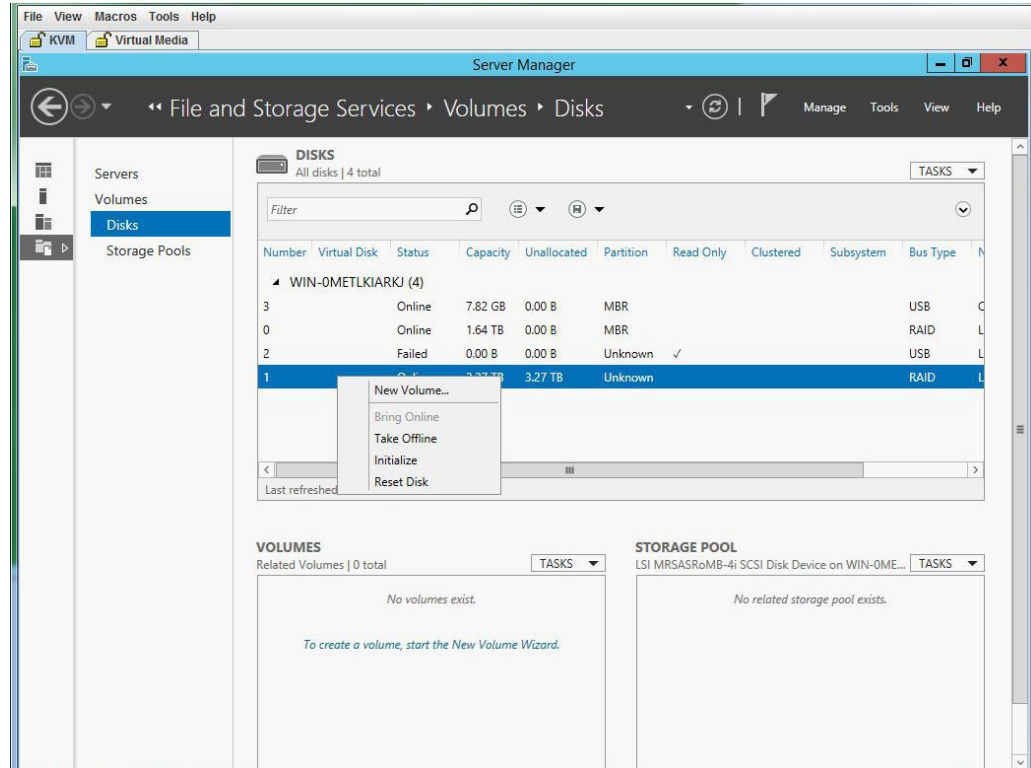 File View Macros Tools Help
KVM Virtual Media
Server Manager
File and Storage Services Volumes Disks Manage Tools View Help
Servers
Volumes
Disks
Storage Pools
DISKS
All disks | 4 total
TASKS
Filter
Number Virtual Disk Status Capacity Unallocated Partition Read Only Clustered Subsystem Bus Type N
WIN-0METLKIARKJ (4)
3 Online 7.82 GB 0.00 B MBR USB
0 Online 1.64 TB 0.00 B MBR RAID L
2 Failed 0.00 B 0.00 B Unknown ✓ USB L
1 3.27 TB Unknown RAID L
New Volume...
Bring Online
Take Offline
Initialize
Reset Disk
Last refreshed
VOLUMES
Related Volumes | 0 total
TASKS
No volumes exist.
To create a volume, start the New Volume Wizard.
STORAGE POOL
LSI MRSASRoMB-4i SCSI Disk Device on WIN-0ME...
TASKS
No related storage pool exists.